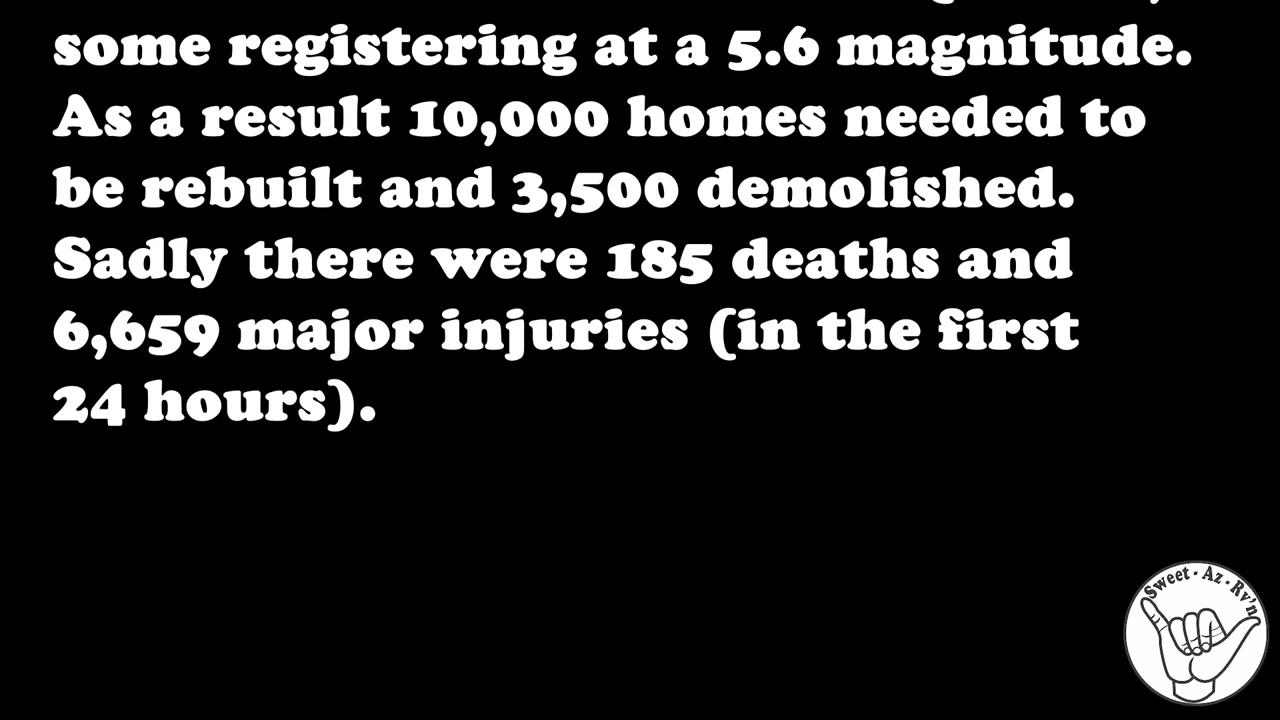 some registering at a 5.6 magnitude.
As a result 10,000 homes needed to
be rebuilt and 3,500 demolished.
Sadly there were 185 deaths and
6,659 major injuries (in the first
24 hours).
Sweet · Az · Rv'n